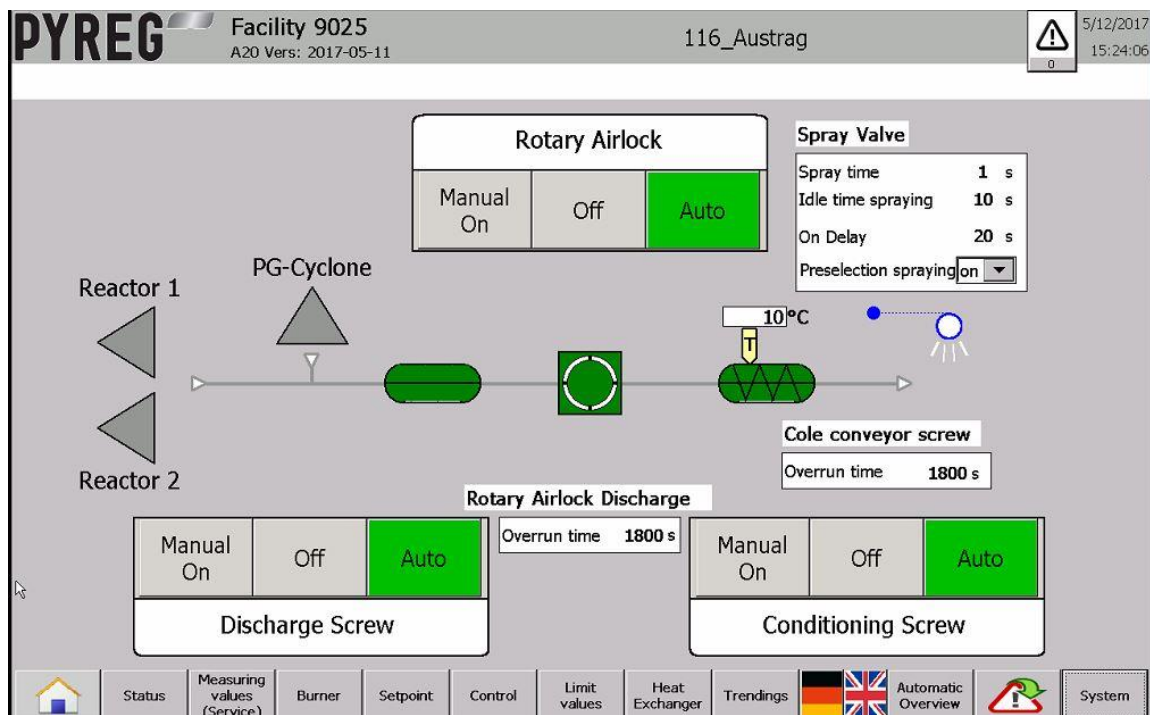 PYREG
Facility 9025
A20 Vers: 2017-05-11
116_Austrag
0
5/12/2017
15:24:06
Rotary Airlock
Manual On
Off
Auto
Spray Valve
Spray time 1 s
Idle time spraying 10 s
On Delay 20 s
Preselection spraying on
PG-Cyclone
Reactor 1
10 °C
T
Reactor 2
Cole conveyor screw
Overrun time 1800 s
Rotary Airlock Discharge
Overrun time 1800 s
Manual On
Off
Auto
Discharge Screw
Manual On
Off
Auto
Conditioning Screw
Status
Measuring values (Service)
Burner
Setpoint
Control
Limit values
Heat Exchanger
Trendings
Automatic Overview
System